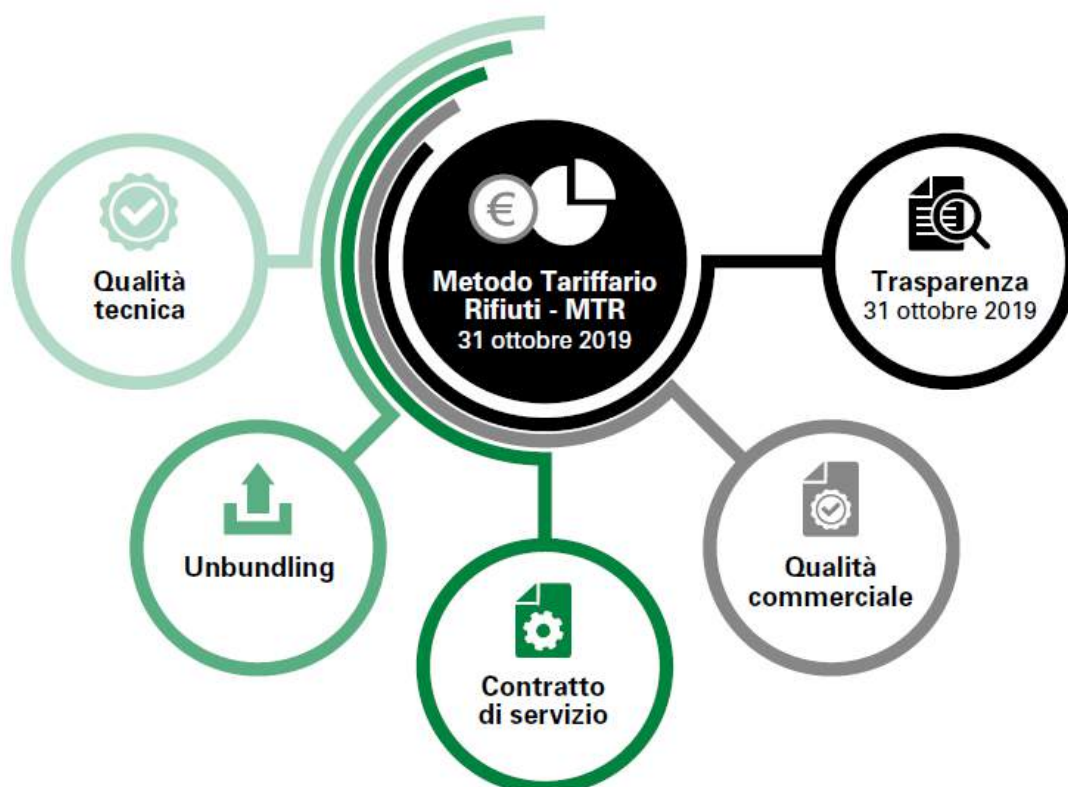 €
Metodo Tariffario
Rifiuti - MTR
31 ottobre 2019
Trasparenza
31 ottobre 2019
Qualità
commerciale
Contratto
di servizio
Unbundling
Qualità
tecnica